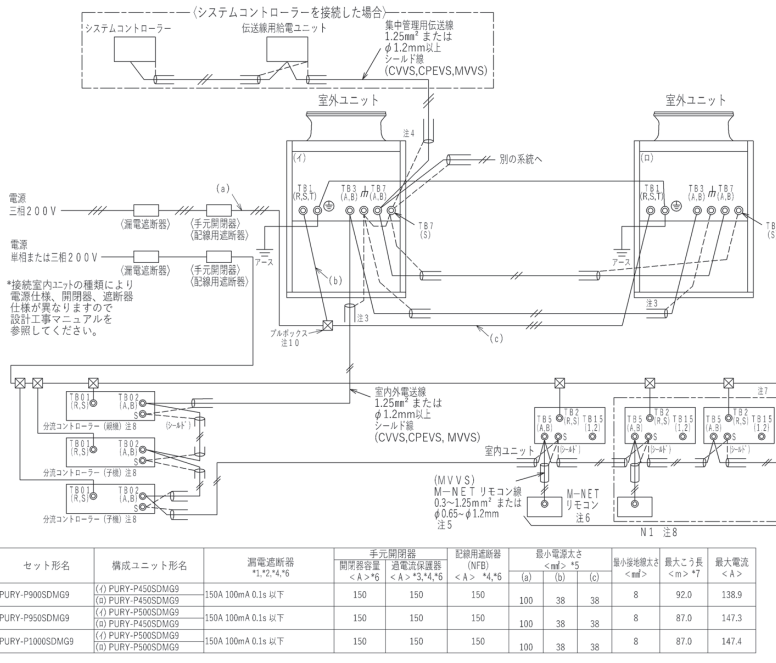 〈システムコントローラーを接続した場合〉
システムコントローラー
伝送線用給電ユニット
集中管理用伝送線
1.25㎟ または
φ1.2mm以上
シールド線
(CVVS,CPEVS,MVVS)
室外ユニット
室外ユニット
注4
別の系統へ
(イ)
TB1
(R,S,T)
TB3
(A,B)
TB7
(A,B)
TB7
(S)
アース
(ロ)
TB1
(R,S,T)
TB3
(A,B)
TB7
(A,B)
TB
(S
アース
電源
三相200V
(a)
〈漏電遮断器〉
〈手元開閉器〉
〈配線用遮断器〉
電源
単相または三相200V
〈漏電遮断器〉
〈手元開閉器〉
〈配線用遮断器〉
*接続室内ユニットの種類により
電源仕様、開閉器、遮断器
仕様が異なりますので
設計工事マニュアルを
参照してください。
(b)
プルボックス
注10
注3
注3
(c)
室内外電送線
1.25㎟ または
φ1.2mm以上
シールド線
(CVVS,CPEVS, MVVS)
注7
TB01
(R,S)
TB02
(A,B)
S
分流コントローラー (親機) 注8
(シールド)
TB01
(R,S)
TB02
(A,B)
S
分流コントローラー (子機) 注8
TB01
(R,S)
TB02
(A,B)
S
分流コントローラー (子機) 注8
TB5
(A,B)
TB2
(R,S)
TB15
(1,2)
S
(シールド)
TB5
(A,B)
TB2
(R,S)
TB15
(1,2)
S
(シールド)
TB5
(A,B)
TB2
(R,S)
TB15
(1,2)
S
(シールド)
室内ユニット
(MVVS)
M-NET リモコン線
0.3~1.25mm² または
φ0.65~φ1.2mm
注5
M-NET
リモコン
注6
N1 注8
セット形名 構成ユニット形名 漏電遮断器 *1,*2,*4,*6 手元開閉器 開閉器容量 <A>*6 過電流保護器 <A>*3,*4,*6 配線用遮断器 (NFB) <A> *4,*6 最小電源太さ <㎟> *5 (a) (b) (c) 最小接地線太さ <㎟> 最大こう長 <m> *7 最大電流 <A>
PURY-P900SDMG9 (イ) PURY-P450SDMG9 150A 100mA 0.1s 以下 150 150 150 100 38 38 8 92.0 138.9
(ロ) PURY-P450SDMG9
PURY-P950SDMG9 (イ) PURY-P500SDMG9 150A 100mA 0.1s 以下 150 150 150 100 38 38 8 87.0 147.3
(ロ) PURY-P450SDMG9
PURY-P1000SDMG9 (イ) PURY-P500SDMG9 150A 100mA 0.1s 以下 150 150 150 100 38 38 8 87.0 147.4
(ロ) PURY-P500SDMG9